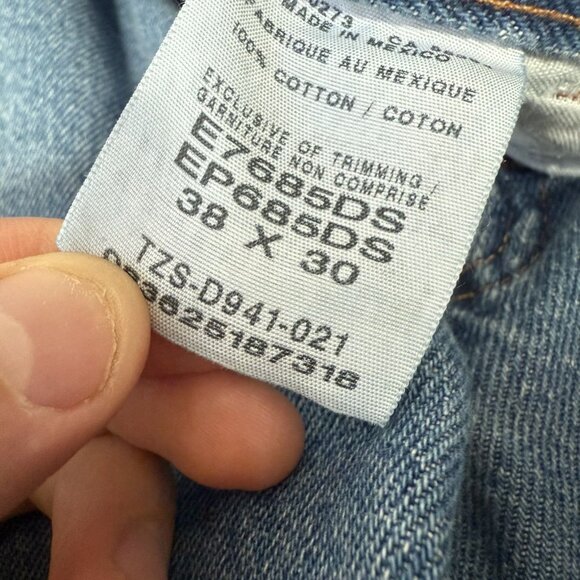 MADE IN MEXICO
FABRIQUE AU MEXIQUE
100% COTTON / COTON
EXCLUSIVE OF TRIMMING /
GARNITURE NON COMPRISE
E7685DS
EP685DS
38 X 30
TZS-D941-021